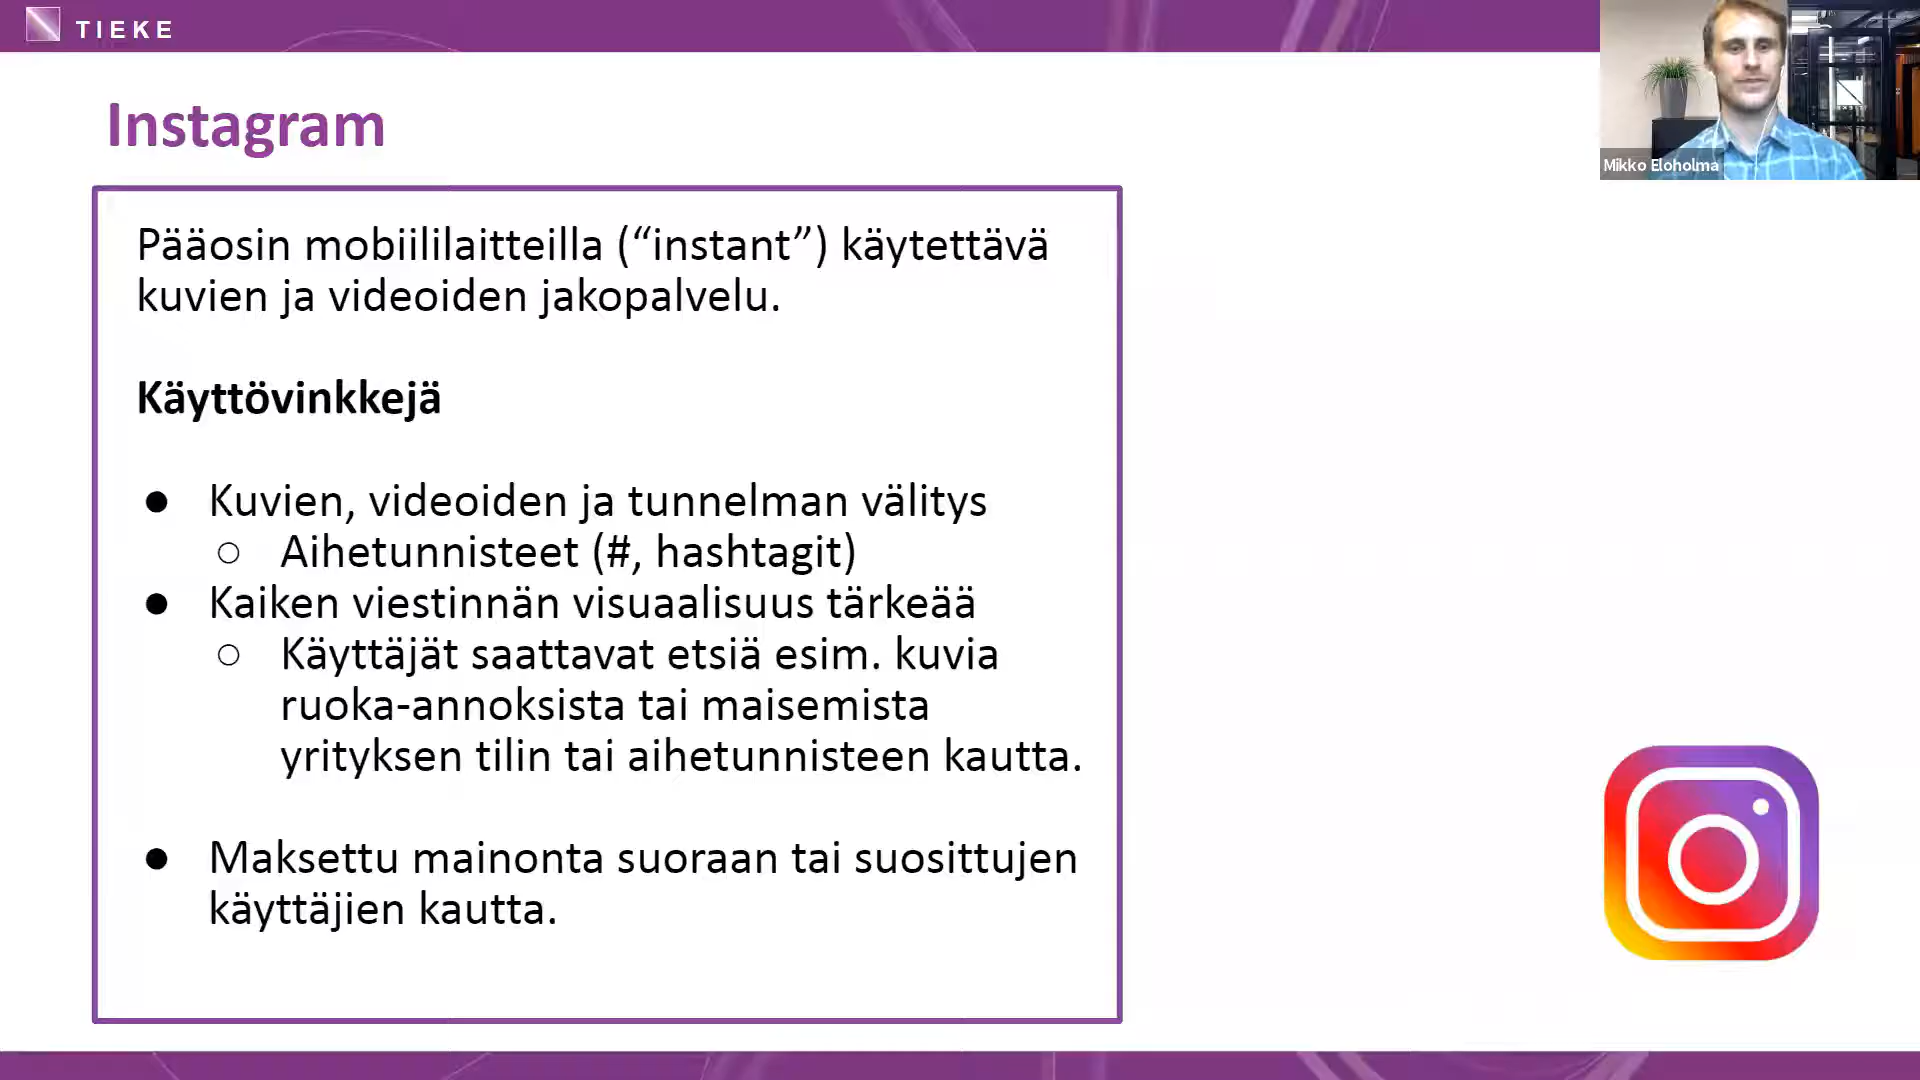 TIEKE
Mikko Eloholma
Instagram
Pääosin mobiililaitteilla (“instant”) käytettävä
kuvien ja videoiden jakopalvelu.
Käyttövinkkejä
● Kuvien, videoiden ja tunnelman välitys
○ Aihetunnisteet (#, hashtagit)
● Kaiken viestinnän visuaalisuus tärkeää
○ Käyttäjät saattavat etsiä esim. kuvia
ruoka-annoksista tai maisemista
yrityksen tilin tai aihetunnisteen kautta.
● Maksettu mainonta suoraan tai suosittujen
käyttäjien kautta.